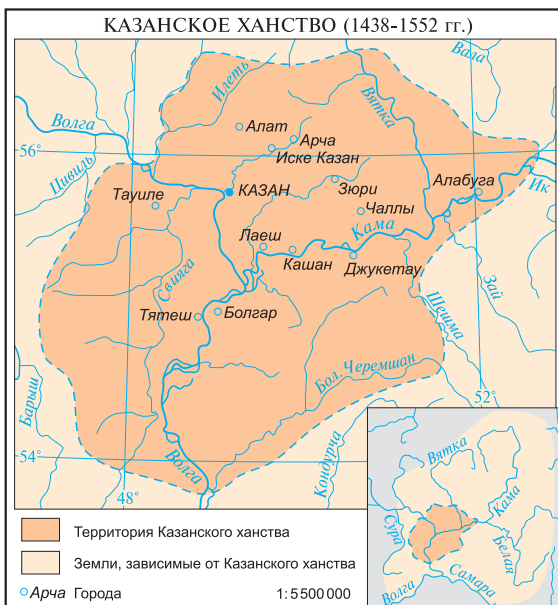 КАЗАНСКОЕ ХАНСТВО (1438-1552 гг.)
Вала
Илеть
Вятка
Волга
Алат
Арча
56°
Иске Казан
Цивиль
Зюри
Алабуга
Ик
Тауиле
КАЗАН
Чаллы
Кама
Лаеш
Кашан
Джукетау
Свияга
Зай
Шешма
Тятеш
Болгар
Бол. Черемшан
Барыш
52°
54°
Волга
Кондурча
48°
Вятка
Кама
Сура
Белая
Самара
Волга
Территория Казанского ханства
Земли, зависимые от Казанского ханства
Арча Города
1:5 500 000